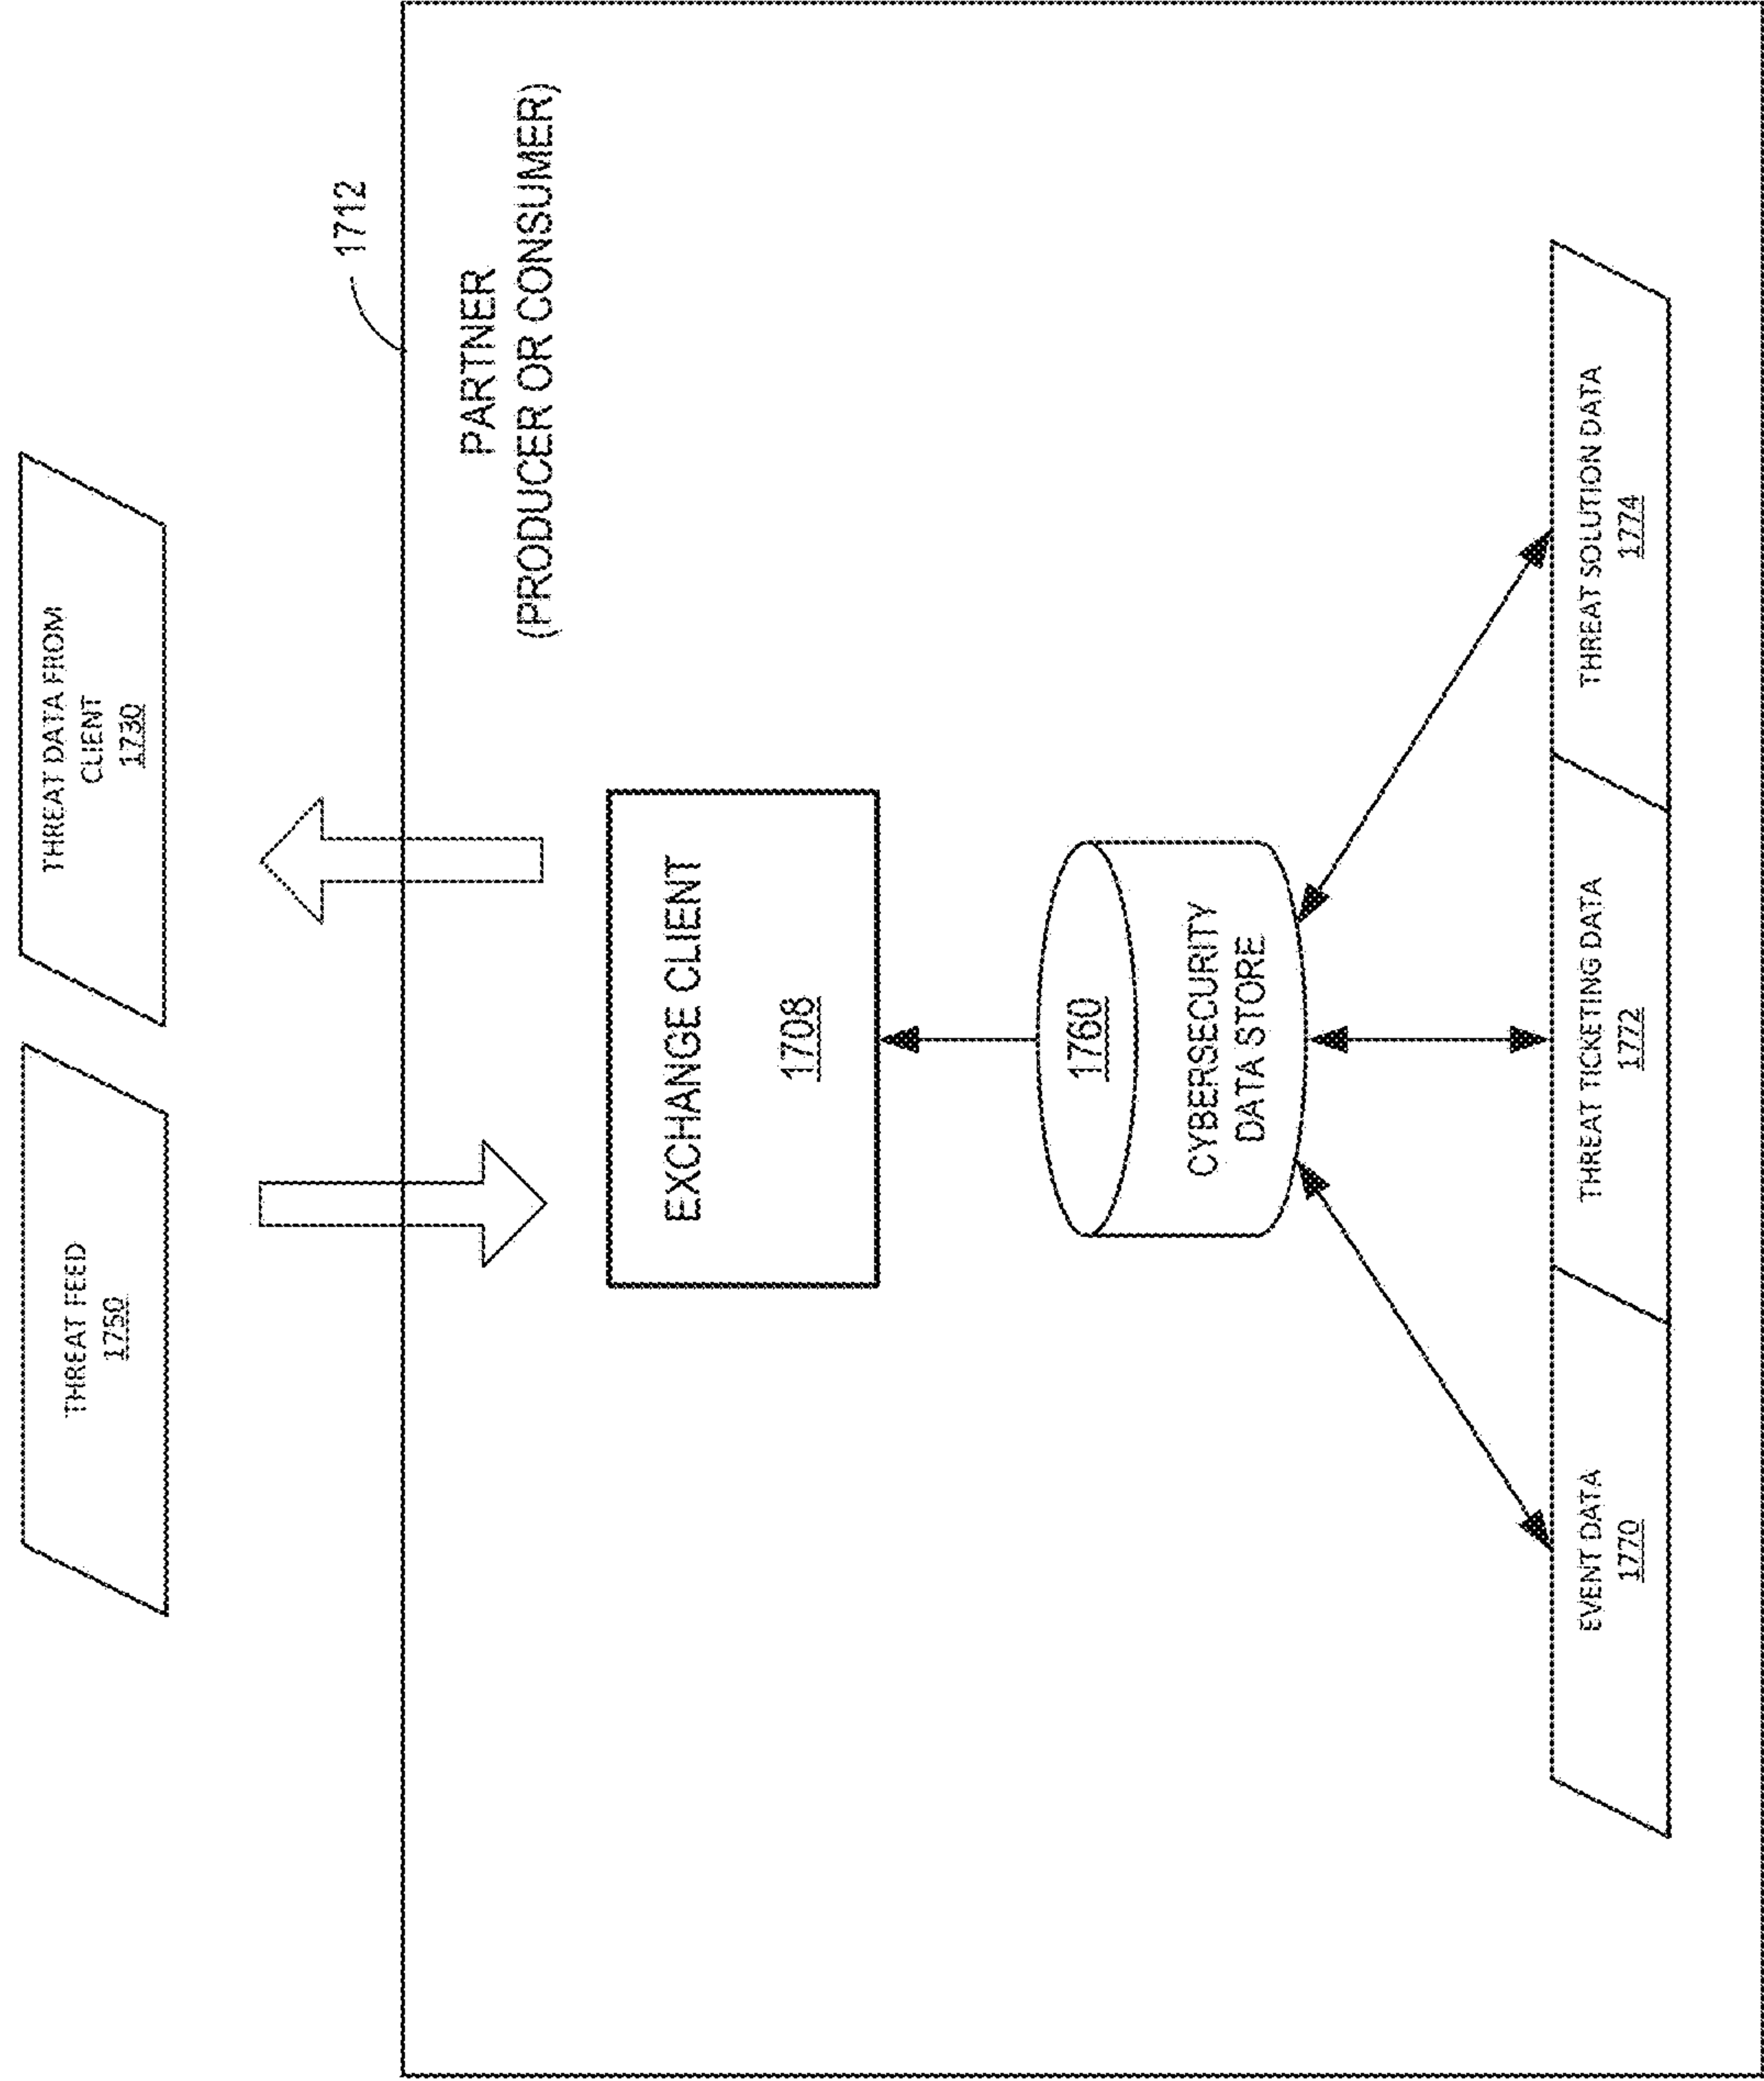 THREAT FEED
1750
THREAT DATA FROM
CLIENT
1730
1712
PARTNER
(PRODUCER OR CONSUMER)
EXCHANGE CLIENT
1708
1760
CYBERSECURITY
DATA STORE
EVENT DATA
1770
THREAT TICKETING DATA
1772
THREAT SOLUTION DATA
1774